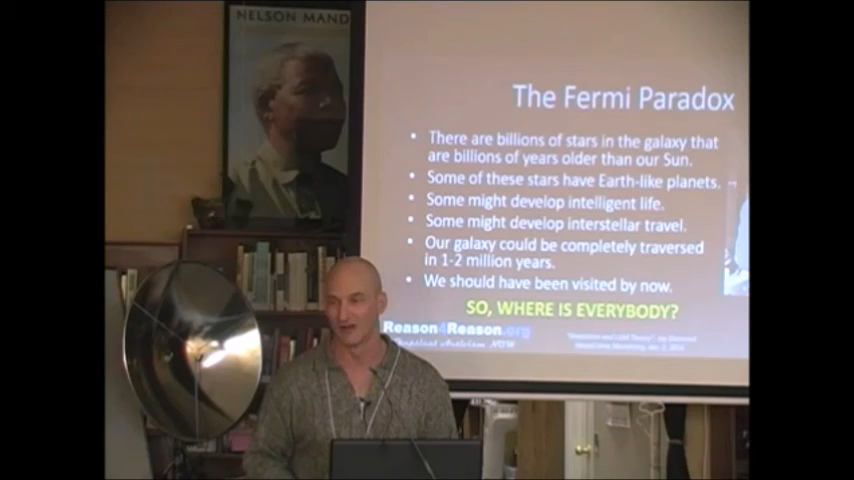 NELSON MAND
The Fermi Paradox
• There are billions of stars in the galaxy that
are billions of years older than our Sun.
• Some of these stars have Earth-like planets.
• Some might develop intelligent life.
• Some might develop interstellar travel.
• Our galaxy could be completely traversed
in 1-2 million years.
• We should have been visited by now.
SO, WHERE IS EVERYBODY?
Reason4Reason.org